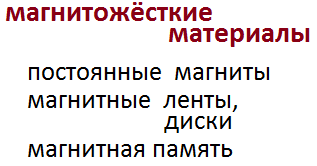 магнитожёсткие
материалы
постоянные магниты
магнитные ленты,
диски
магнитная память